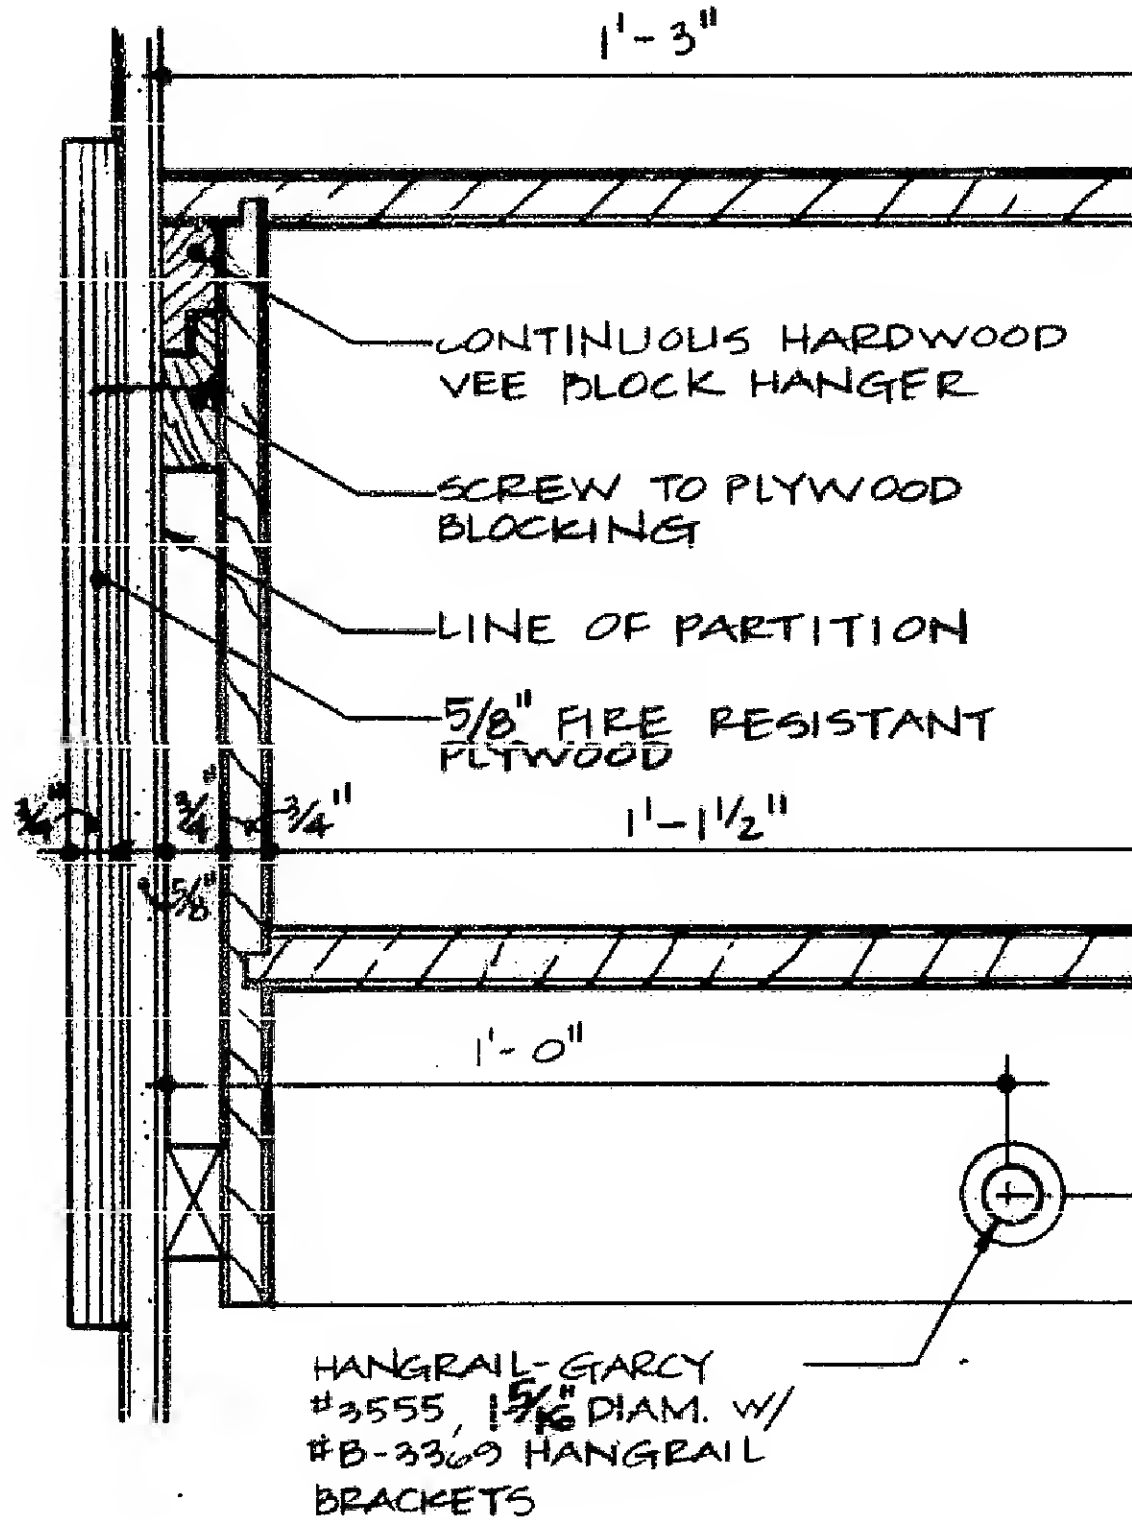 1'-3"
CONTINUOUS HARDWOOD
VEE BLOCK HANGER
SCREW TO PLYWOOD
BLOCKING
LINE OF PARTITION
5/8" FIRE RESISTANT
PLYWOOD
3/4" 3/4" 3/4" 1'-1 1/2"
5/8"
1'-0"
HANGRAIL-GARCY
#3555, 1 5/16" DIAM. W/
#B-3369 HANGRAIL
BRACKETS